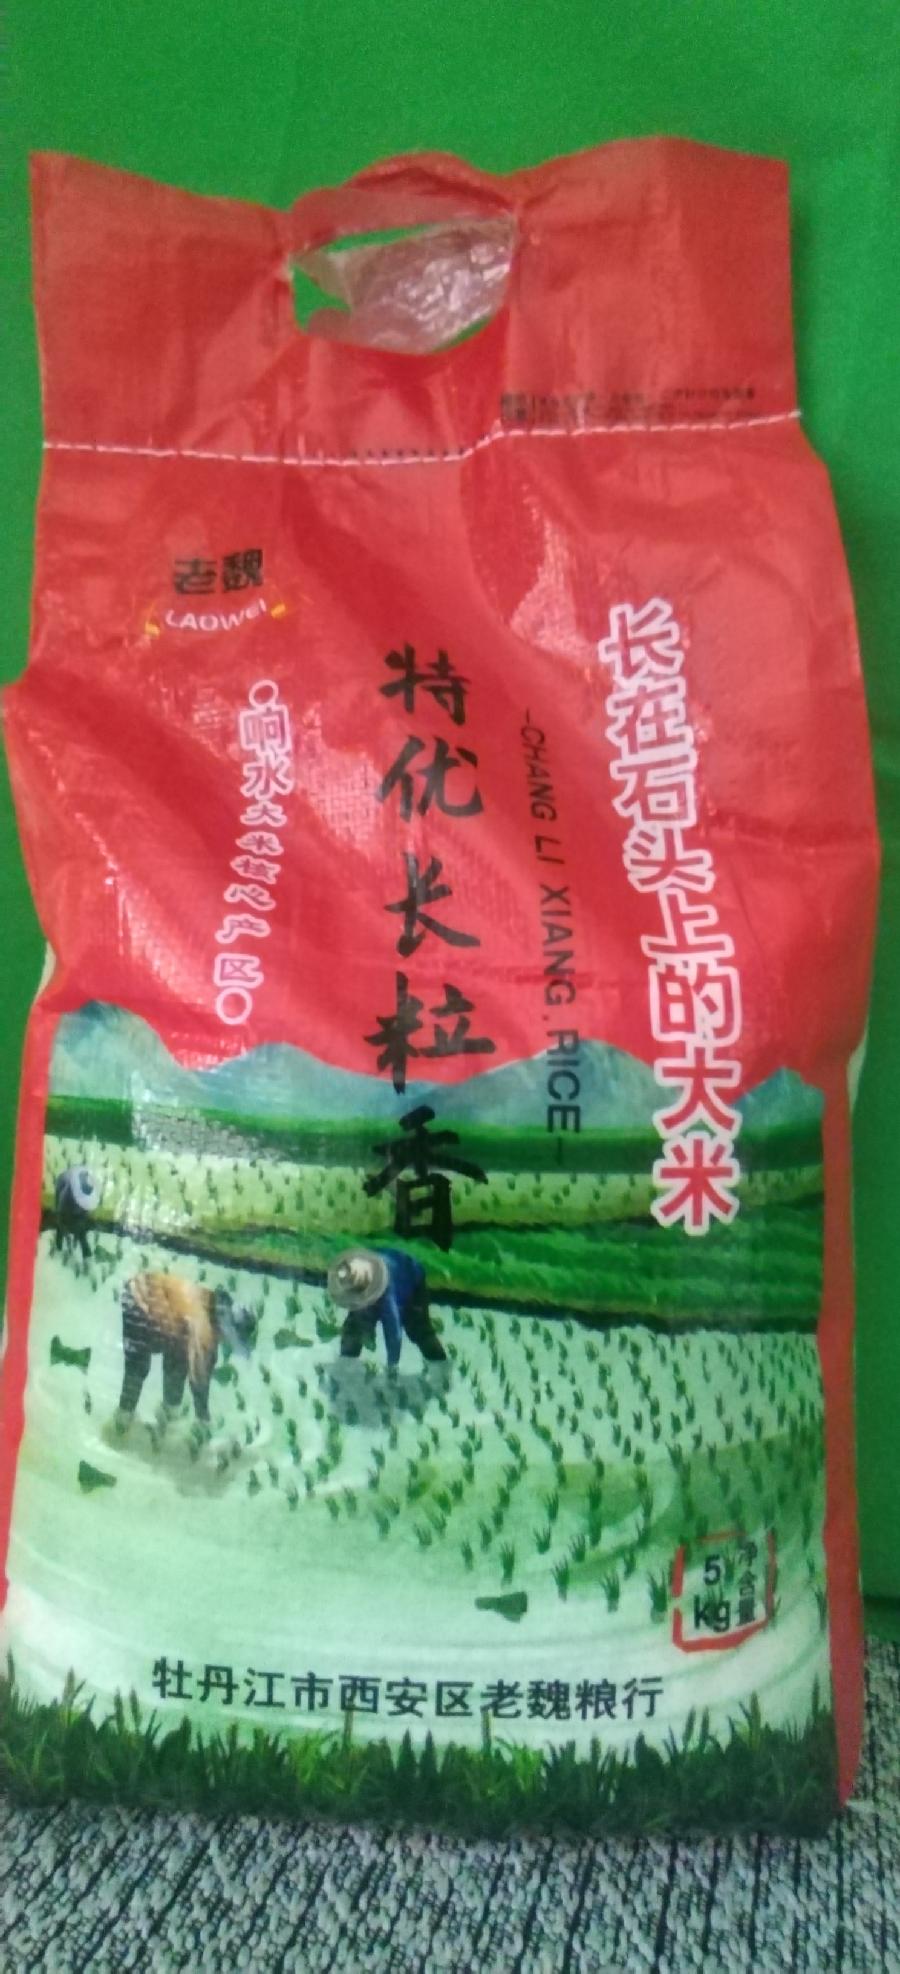 老魏
LAOWEI
响水大米核心产区
特优长粒香
CHANG LI XIANG.RICE
长在石头上的大米
净含量
5kg
牡丹江市西安区老魏粮行